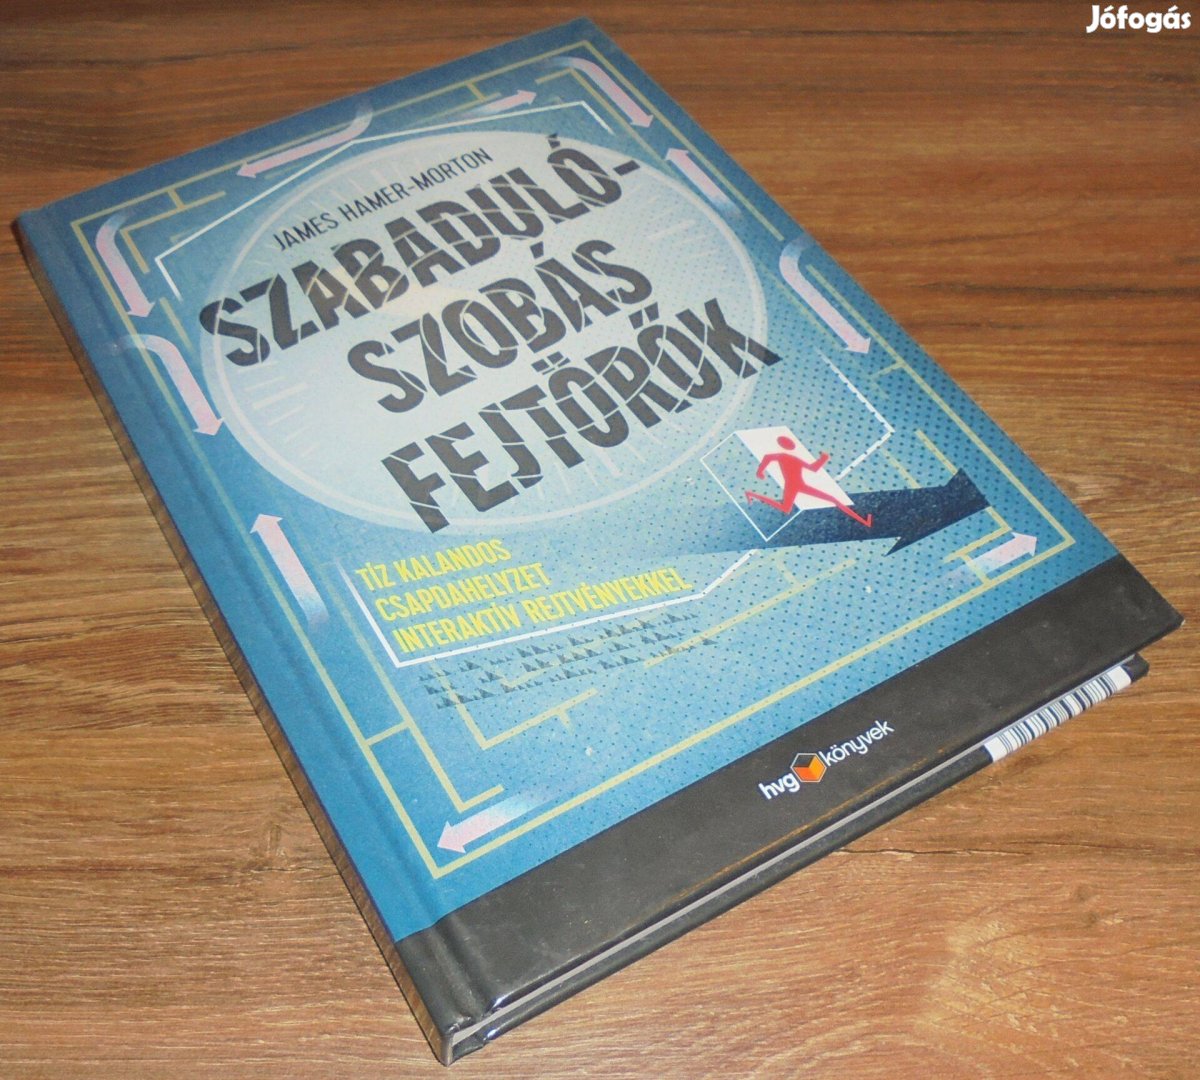 Jófogás
JAMES HAMER-MORTON
SZABADULÓ-
SZOBÁS
FEJTÖRŐK
TÍZ KALANDOS
CSAPDAHELYZET
INTERAKTÍV REJTVÉNYEKKEL
hvg könyvek